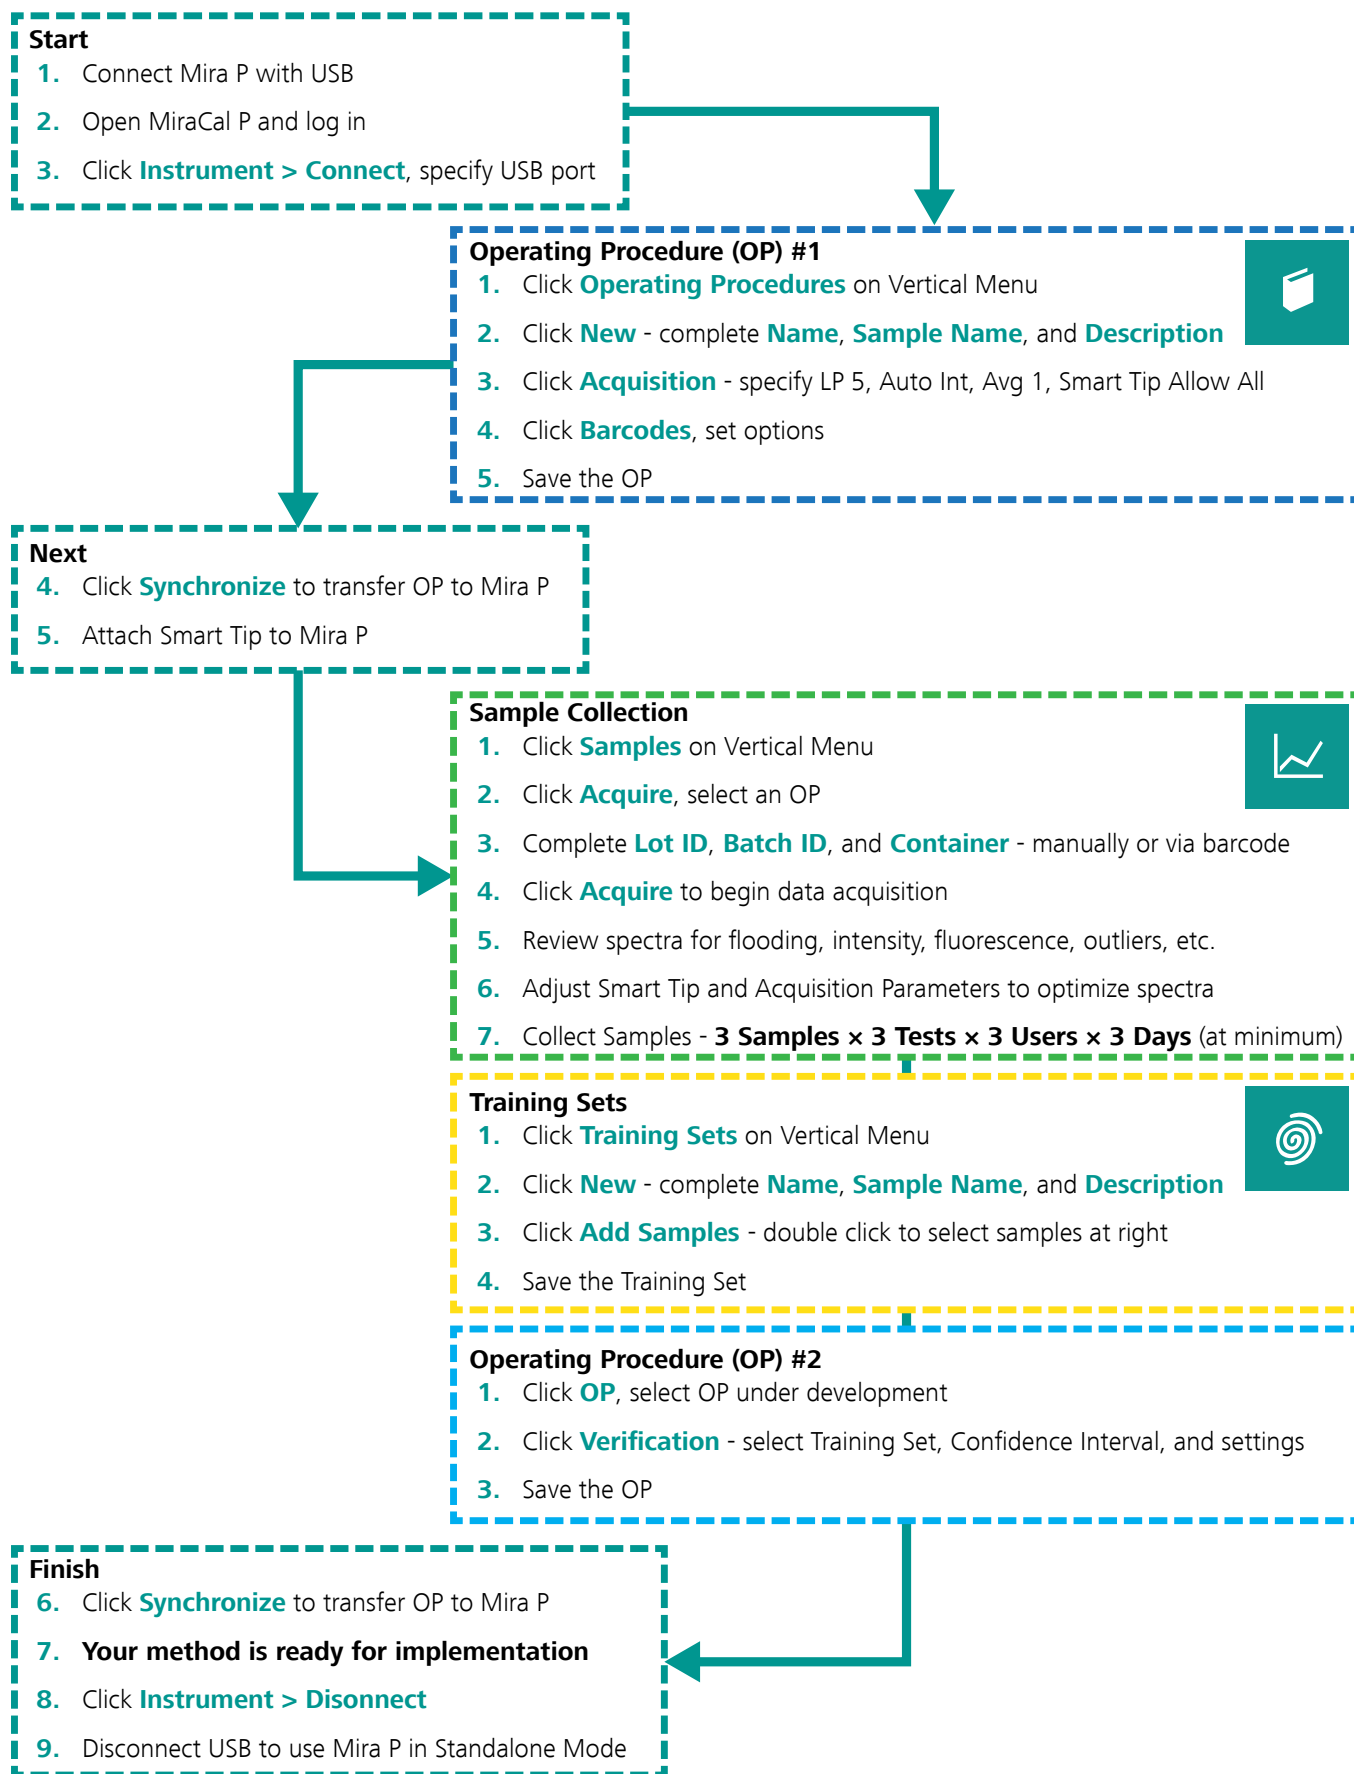 Start
1. Connect Mira P with USB
2. Open MiraCal P and log in
3. Click Instrument > Connect, specify USB port
Operating Procedure (OP) #1
1. Click Operating Procedures on Vertical Menu
2. Click New - complete Name, Sample Name, and Description
3. Click Acquisition - specify LP 5, Auto Int, Avg 1, Smart Tip Allow All
4. Click Barcodes, set options
5. Save the OP
Next
4. Click Synchronize to transfer OP to Mira P
5. Attach Smart Tip to Mira P
Sample Collection
1. Click Samples on Vertical Menu
2. Click Acquire, select an OP
3. Complete Lot ID, Batch ID, and Container - manually or via barcode
4. Click Acquire to begin data acquisition
5. Review spectra for flooding, intensity, fluorescence, outliers, etc.
6. Adjust Smart Tip and Acquisition Parameters to optimize spectra
7. Collect Samples - 3 Samples × 3 Tests × 3 Users × 3 Days (at minimum)
Training Sets
1. Click Training Sets on Vertical Menu
2. Click New - complete Name, Sample Name, and Description
3. Click Add Samples - double click to select samples at right
4. Save the Training Set
Operating Procedure (OP) #2
1. Click OP, select OP under development
2. Click Verification - select Training Set, Confidence Interval, and settings
3. Save the OP
Finish
6. Click Synchronize to transfer OP to Mira P
7. Your method is ready for implementation
8. Click Instrument > Disonnect
9. Disconnect USB to use Mira P in Standalone Mode